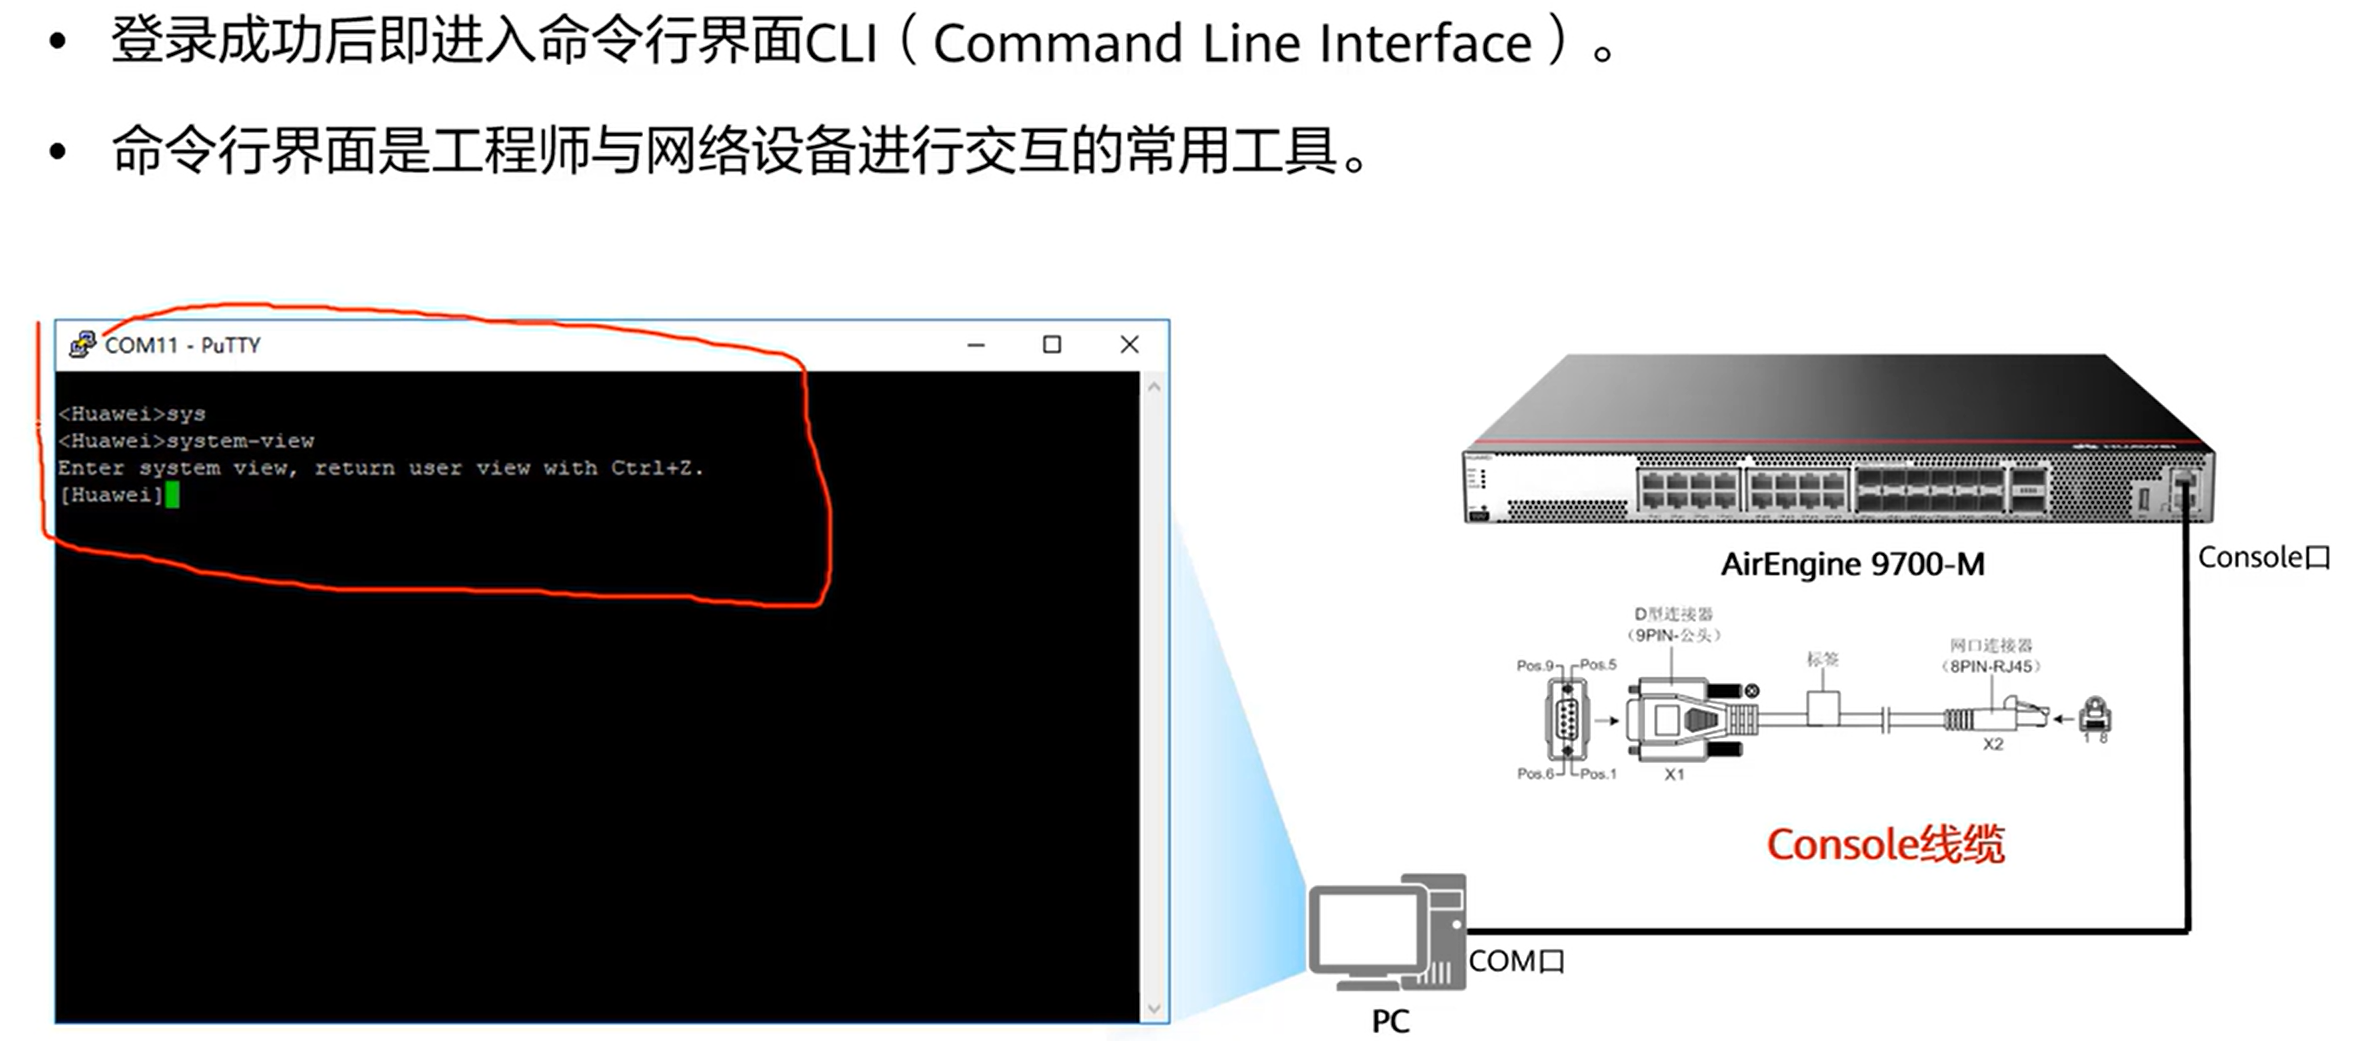 • 登录成功后即进入命令行界面CLI（Command Line Interface）。
• 命令行界面是工程师与网络设备进行交互的常用工具。
COM11 - PuTTY
<Huawei>sys
<Huawei>system-view
Enter system view, return user view with Ctrl+Z.
[Huawei]
HUAWEI
AirEngine 9700-M
Console口
D型连接器
（9PIN-公头）
网口连接器
（8PIN-RJ45）
标签
Pos.9
Pos.5
Pos.6
Pos.1
X1
X2
1 8
Console线缆
COM口
PC